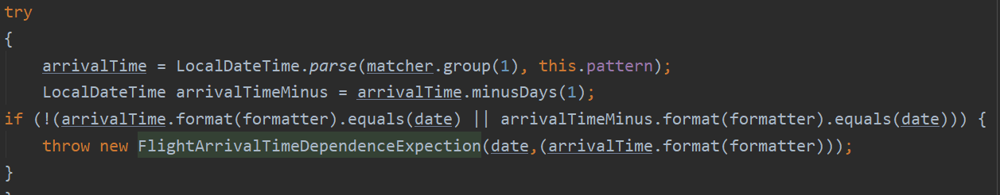 try
{
arrivalTime = LocalDateTime.parse(matcher.group(1), this.pattern);
LocalDateTime arrivalTimeMinus = arrivalTime.minusDays(1);
if (!(arrivalTime.format(formatter).equals(date) || arrivalTimeMinus.format(formatter).equals(date))) {
throw new FlightArrivalTimeDependenceExpection(date,(arrivalTime.format(formatter)));
}